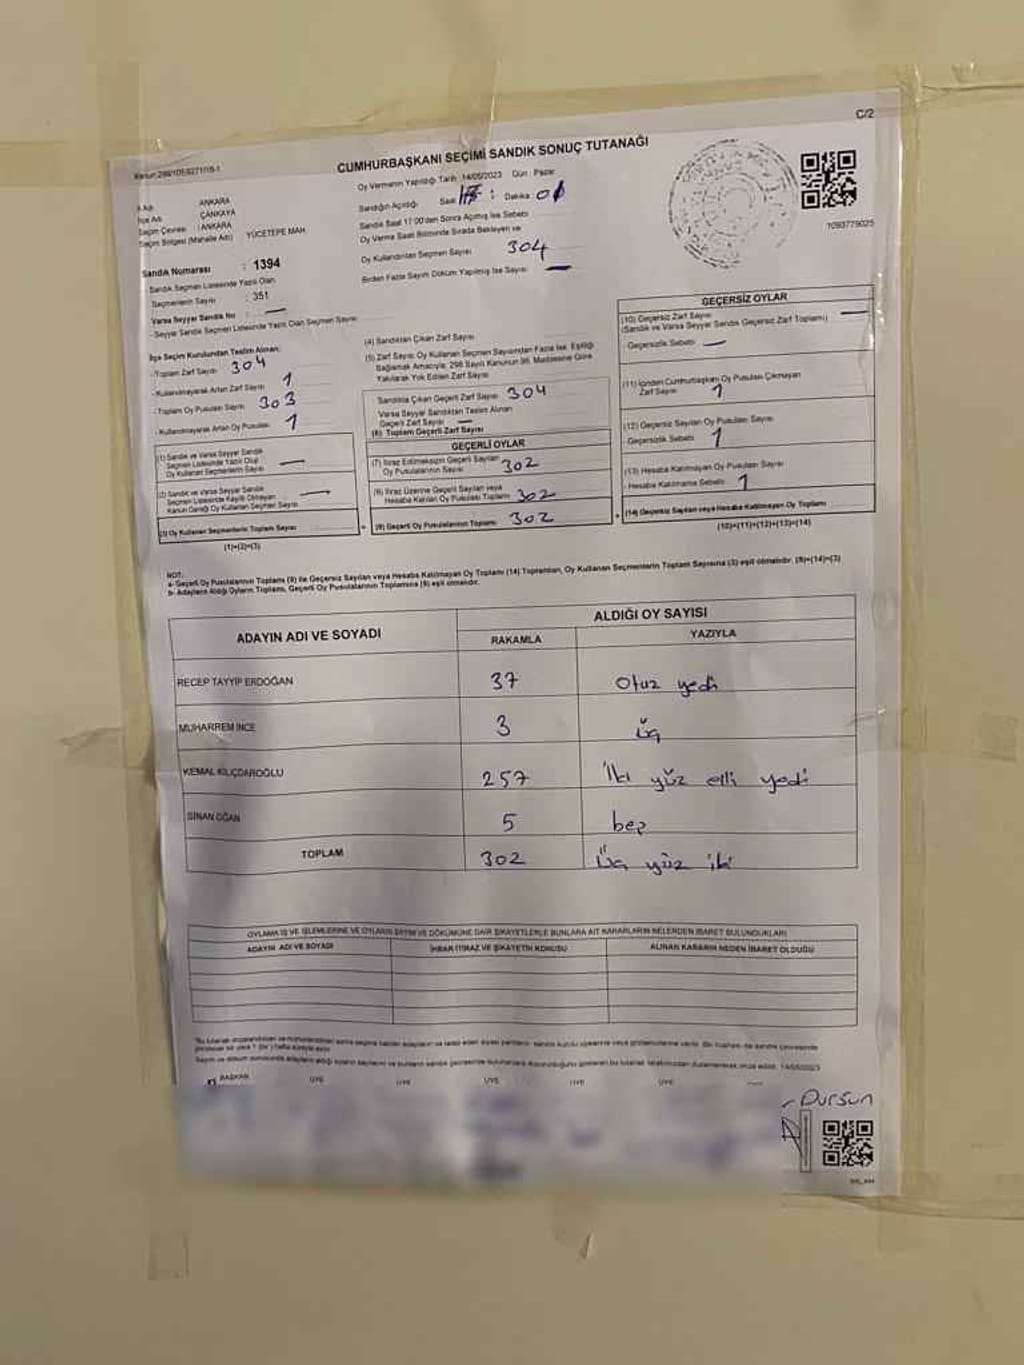 C/2
CUMHURBAŞKANI SEÇİMİ SANDIK SONUÇ TUTANAĞI
Oy Vermenin Yapıldığı Tarih: 14/05/2023 Gün: Pazar
İl Adı ANKARA
İlçe Adı ÇANKAYA
Seçim Çevresi : ANKARA
Seçim Bölgesi (Mahalle Adı) YÜCETEPE MAH.
Sandığın Açıldığı Saat : Dakika 01
Sandık Saat 17:00'den Sonra Açılmış İse Sebebi
Oy Verme Saati Bitiminde Sırada Bekleyen ve
Oy Kullandırılan Seçmen Sayısı 304
Birden Fazla Sayım Döküm Yapılmış İse Sayısı: —
1093779025
Sandık Numarası : 1394
Sandık Seçmen Listesinde Yazılı Olan
Seçmenlerin Sayısı : 351
Varsa Seyyar Sandık No : —
- Seyyar Sandık Seçmen Listesinde Yazılı Olan Seçmen Sayısı:
İlçe Seçim Kurulundan Teslim Alınan:
- Toplam Zarf Sayısı: 304
- Kullanılmayarak Artan Zarf Sayısı: 1
- Toplam Oy Pusulası Sayısı: 303
- Kullanılmayarak Artan Oy Pusulası: 1
(1) Sandık ve Varsa Seyyar Sandık
Seçmen Listesinde Yazılı Olup
Oy Kullanan Seçmenlerin Sayısı —
(2) Sandık ve Varsa Seyyar Sandık
Seçmen Listesinde Kayıtlı Olmayan
Kanun Gereği Oy Kullanan Seçmen Sayısı —
(3) Oy Kullanan Seçmenlerin Toplam Sayısı
(1)+(2)=(3)
(4) Sandıktan Çıkan Zarf Sayısı
(5) Zarf Sayısı Oy Kullanan Seçmen Sayısından Fazla İse, Eşitliği
Sağlamak Amacıyla; 298 Sayılı Kanunun 98. Maddesine Göre
Yakılarak Yok Edilen Zarf Sayısı
Sandıkta Çıkan Geçerli Zarf Sayısı 304
Varsa Seyyar Sandıktan Teslim Alınan
Geçerli Zarf Sayısı —
(6) Toplam Geçerli Zarf Sayısı
GEÇERLİ OYLAR
(7) İtiraz Edilmeksizin Geçerli Sayılan
Oy Pusulalarının Sayısı 302
(8) İtiraz Üzerine Geçerli Sayılan veya
Hesaba Katılan Oy Pusulası Toplamı 302
(9) Geçerli Oy Pusulalarının Toplamı 302
GEÇERSİZ OYLAR
(10) Geçersiz Zarf Sayısı —
(Sandık ve Varsa Seyyar Sandık Geçersiz Zarf Toplamı)
- Geçersizlik Sebebi —
(11) İçinden Cumhurbaşkanı Oy Pusulası Çıkmayan
Zarf Sayısı 1
(12) Geçersiz Sayılan Oy Pusulası Sayısı
- Geçersizlik Sebebi 1
(13) Hesaba Katılmayan Oy Pusulası Sayısı
- Hesaba Katılmama Sebebi 1
(14) Geçersiz Sayılan veya Hesaba Katılmayan Oy Toplamı
(10)+(11)+(12)+(13)=(14)
NOT:
a- Geçerli Oy Pusulalarının Toplamı (9) ile Geçersiz Sayılan veya Hesaba Katılmayan Oy Toplamı (14) Toplamları, Oy Kullanan Seçmenlerin Toplam Sayısına (3) eşit olmalıdır. (9)+(14)=(3)
b- Adayların Aldığı Oyların Toplamı, Geçerli Oy Pusulalarının Toplamına (9) eşit olmalıdır.
ADAYIN ADI VE SOYADI
ALDIĞI OY SAYISI
RAKAMLA YAZIYLA
RECEP TAYYİP ERDOĞAN 37 otuz yedi
MUHARREM İNCE 3 üç
KEMAL KILIÇDAROĞLU 257 iki yüz elli yedi
SİNAN OĞAN 5 beş
TOPLAM 302 üç yüz iki
OYLAMA İŞ VE İŞLEMLERİNE VE OYLARIN SAYIM VE DÖKÜMÜNE DAİR ŞİKAYETLERLE BUNLARA AİT KARARLARIN NELERDEN İBARET BULUNDUKLARI
ADAYIN ADI VE SOYADI İHBAR İTİRAZ VE ŞİKAYETİN KONUSU ALINAN KARARIN NEDEN İBARET OLDUĞU
BAŞKAN ÜYE ÜYE ÜYE ÜYE ÜYE
Dursun